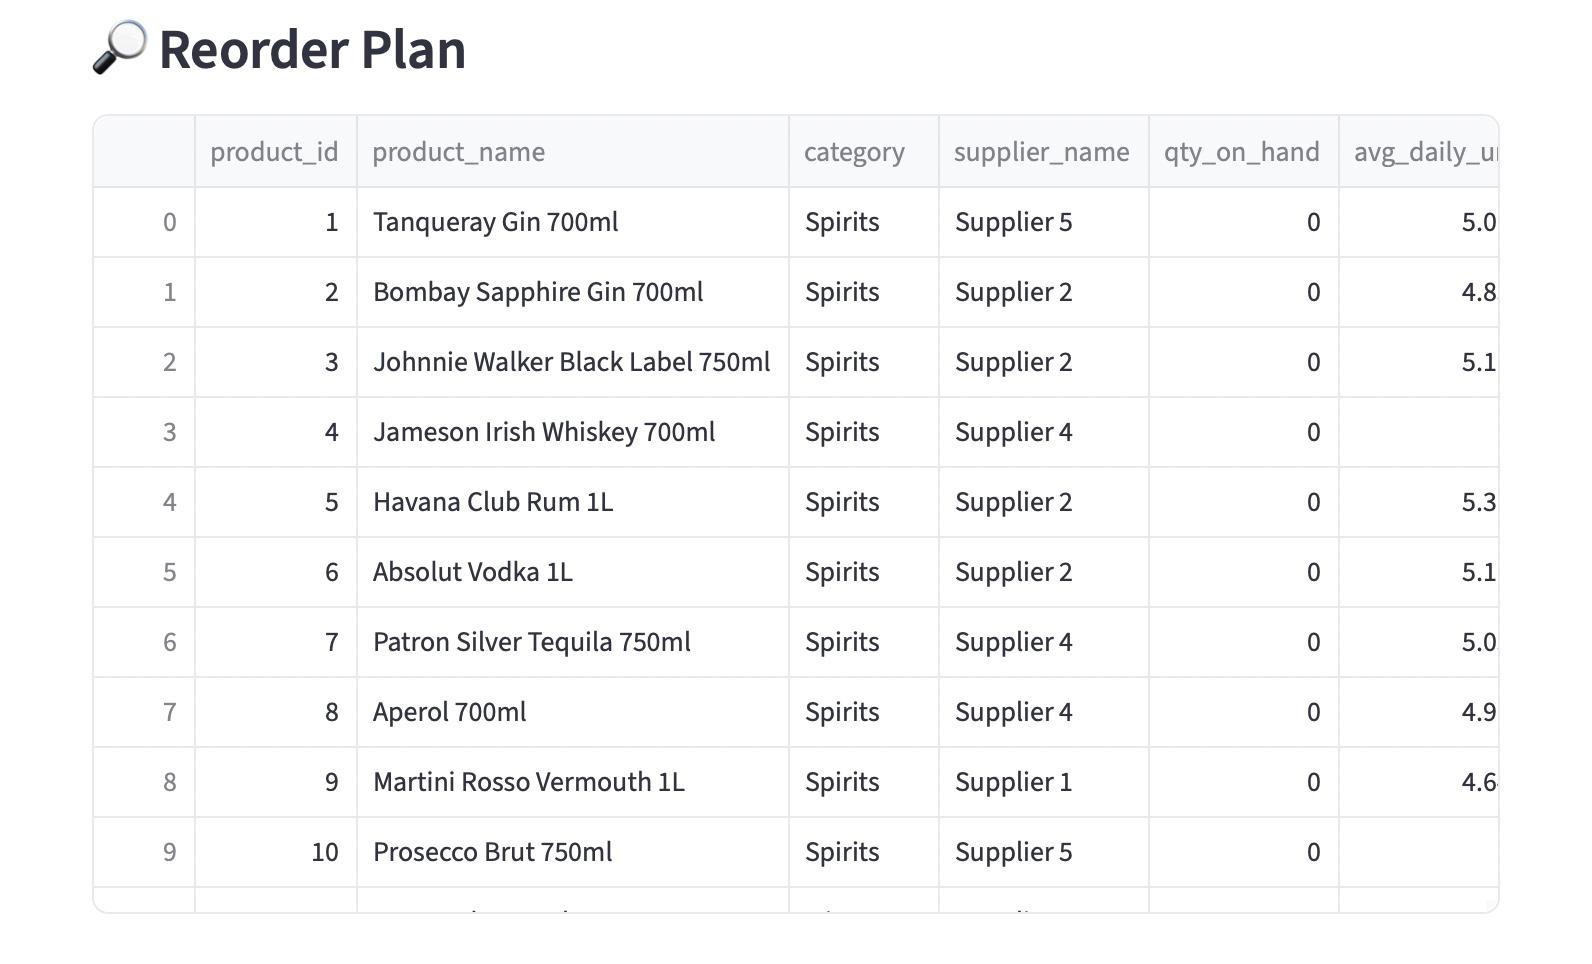 🔎 Reorder Plan
product_id product_name category supplier_name qty_on_hand avg_daily_u
0 1 Tanqueray Gin 700ml Spirits Supplier 5 0 5.0
1 2 Bombay Sapphire Gin 700ml Spirits Supplier 2 0 4.8
2 3 Johnnie Walker Black Label 750ml Spirits Supplier 2 0 5.1
3 4 Jameson Irish Whiskey 700ml Spirits Supplier 4 0
4 5 Havana Club Rum 1L Spirits Supplier 2 0 5.3
5 6 Absolut Vodka 1L Spirits Supplier 2 0 5.1
6 7 Patron Silver Tequila 750ml Spirits Supplier 4 0 5.0
7 8 Aperol 700ml Spirits Supplier 4 0 4.9
8 9 Martini Rosso Vermouth 1L Spirits Supplier 1 0 4.6
9 10 Prosecco Brut 750ml Spirits Supplier 5 0